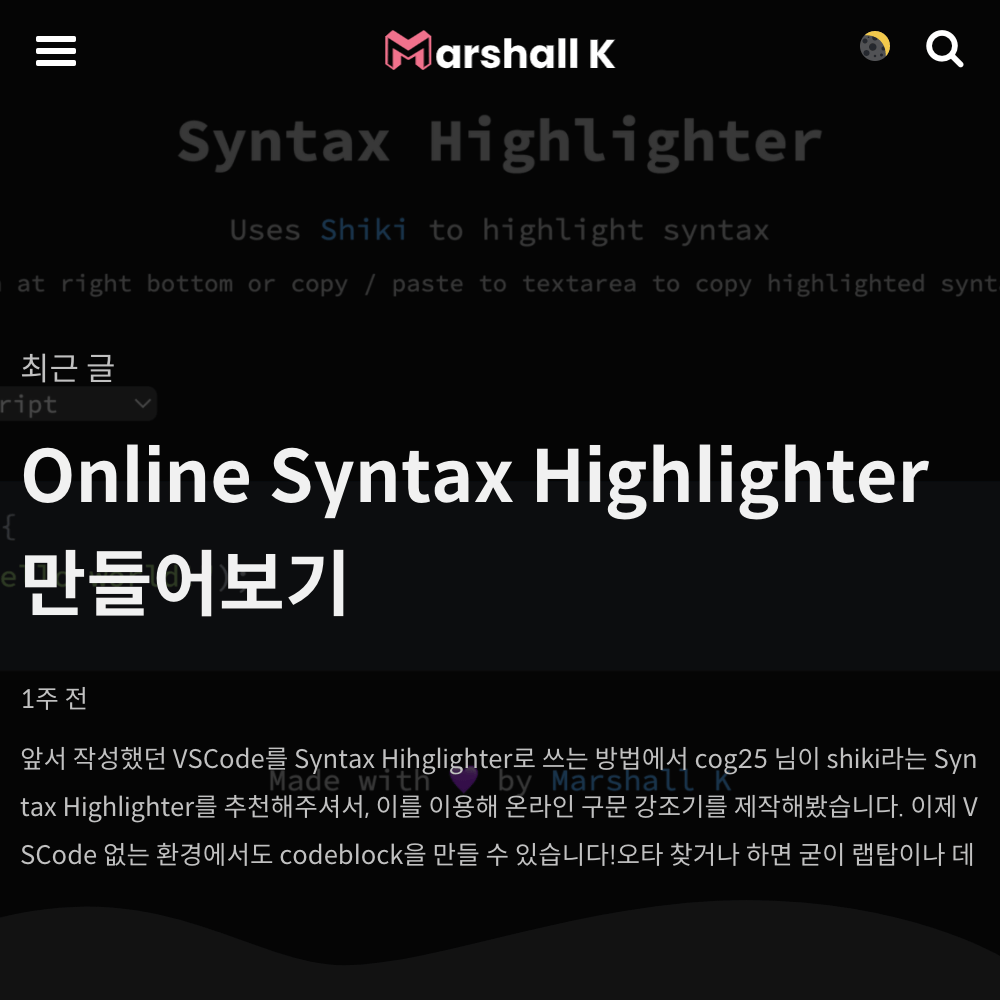 Marshall K
Syntax Highlighter
Uses Shiki to highlight syntax
at right bottom or copy / paste to textarea to copy highlighted synt
최근 글
ript
Online Syntax Highlighter
{
만들어보기
1주 전
앞서 작성했던 VSCode를 Syntax Hihglighter로 쓰는 방법에서 cog25 님이 shiki라는 Syn
Made with 💜 by Marshall K
tax Highlighter를 추천해주셔서, 이를 이용해 온라인 구문 강조기를 제작해봤습니다. 이제 V
SCode 없는 환경에서도 codeblock을 만들 수 있습니다!오타 찾거나 하면 굳이 랩탑이나 데